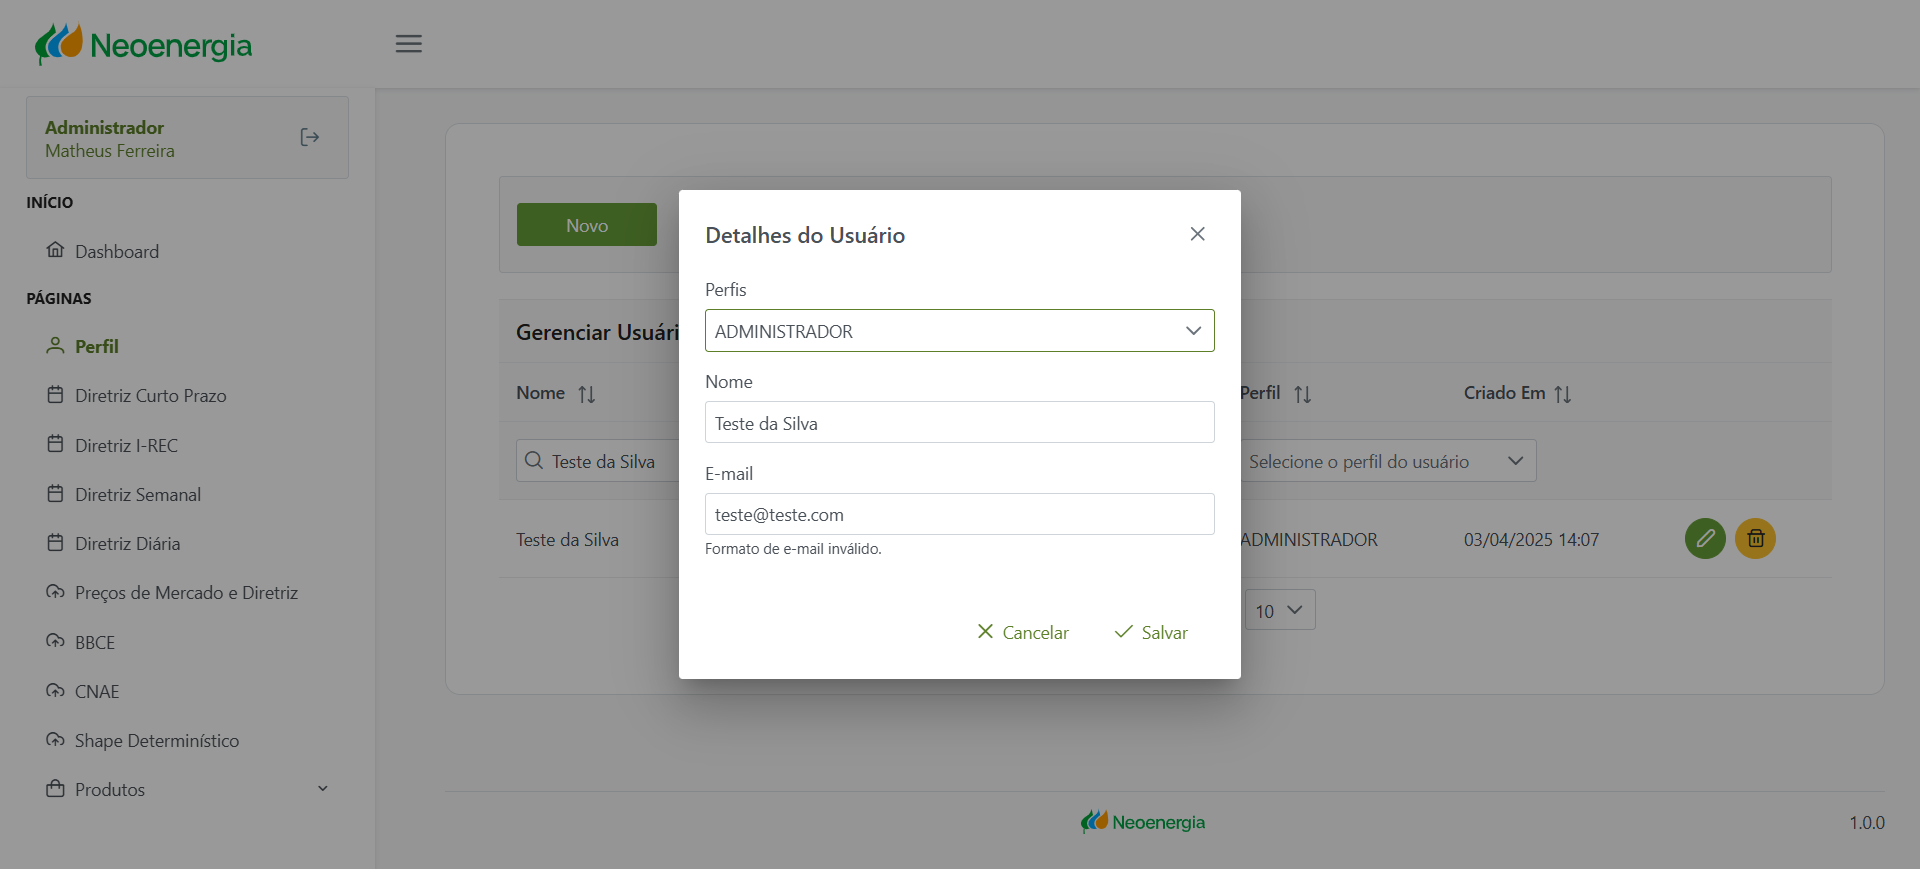 Neoenergia
Administrador
Matheus Ferreira
INÍCIO
Dashboard
PÁGINAS
Perfil
Diretriz Curto Prazo
Diretriz I-REC
Diretriz Semanal
Diretriz Diária
Preços de Mercado e Diretriz
BBCE
CNAE
Shape Determinístico
Produtos
Novo
Gerenciar Usuári
Nome
Perfil
Criado Em
Teste da Silva
Selecione o perfil do usuário
Teste da Silva
ADMINISTRADOR
03/04/2025 14:07
10
Detalhes do Usuário
Perfis
ADMINISTRADOR
Nome
Teste da Silva
E-mail
teste@teste.com
Formato de e-mail inválido.
Cancelar
Salvar
Neoenergia
1.0.0